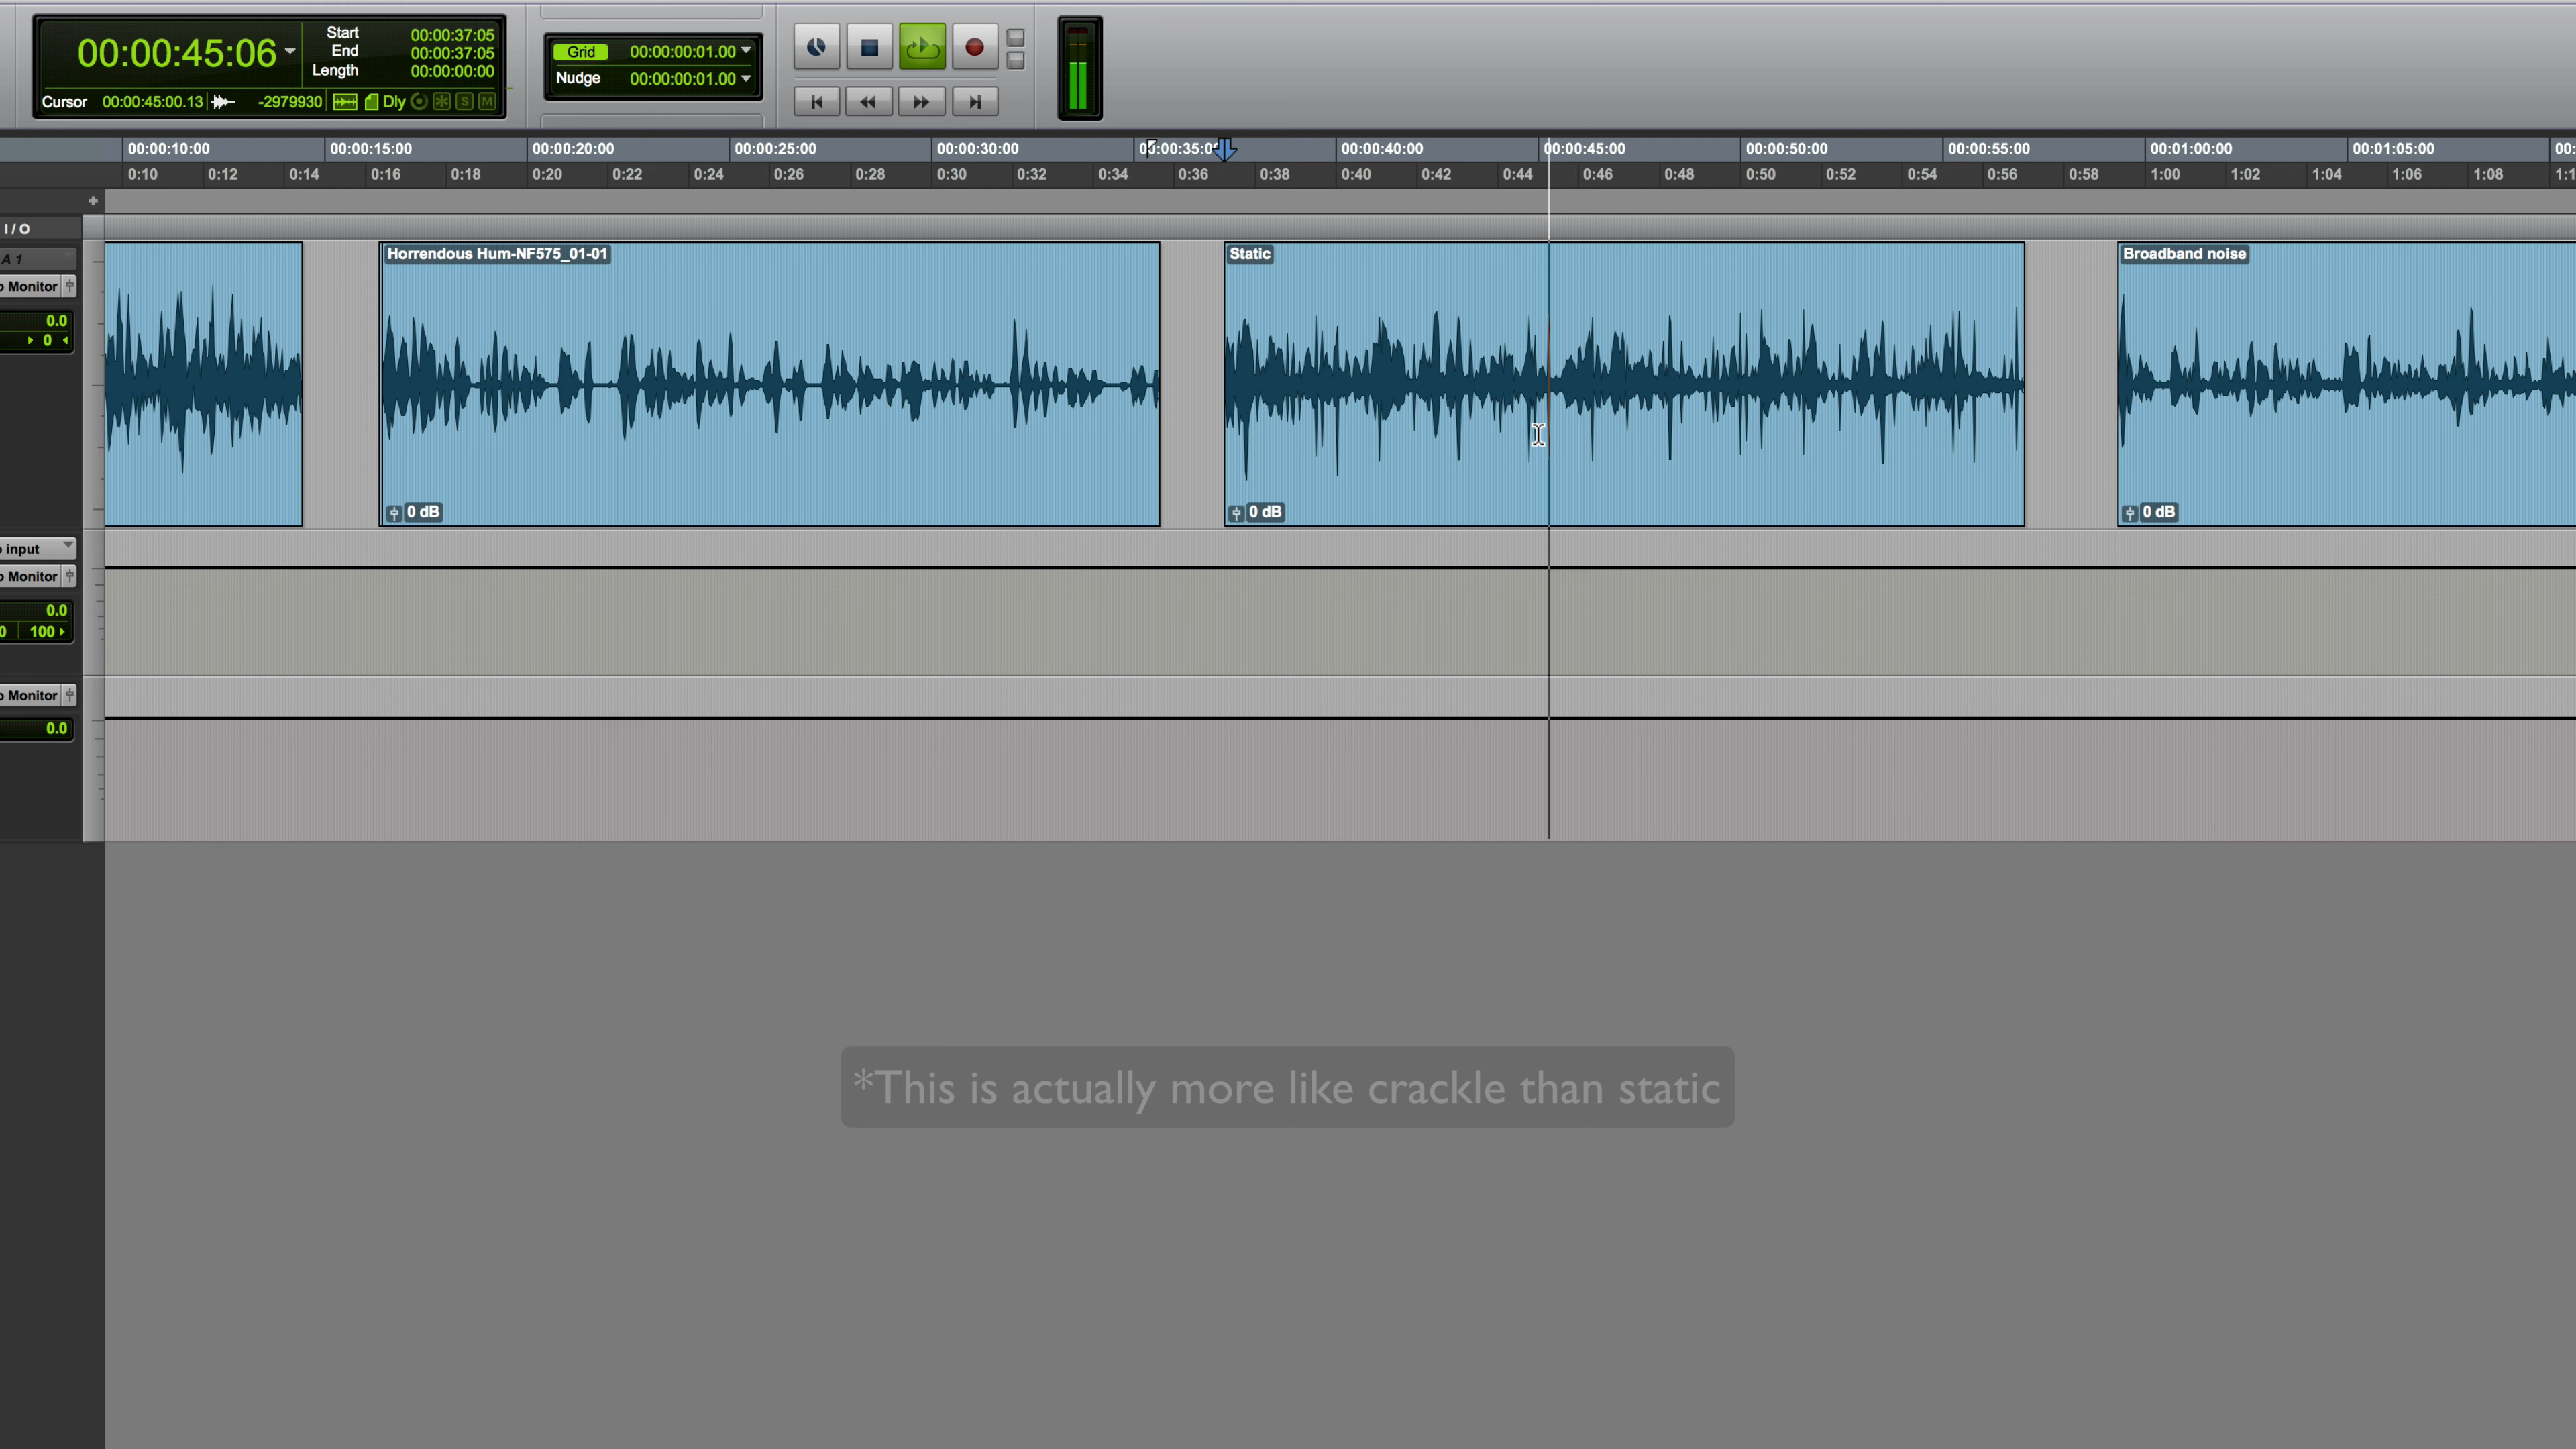 00:00:45:06
Start 00:00:37:05
End 00:00:37:05
Length 00:00:00:00
Cursor 00:00:45:00.13 -2979930 Dly S M
Grid 00:00:00:01.00
Nudge 00:00:00:01.00
00:00:10:00 00:00:15:00 00:00:20:00 00:00:25:00 00:00:30:00 00:00:35:0 00:00:40:00 00:00:45:00 00:00:50:00 00:00:55:00 00:01:00:00 00:01:05:00 00:
0:10 0:12 0:14 0:16 0:18 0:20 0:22 0:24 0:26 0:28 0:30 0:32 0:34 0:36 0:38 0:40 0:42 0:44 0:46 0:48 0:50 0:52 0:54 0:56 0:58 1:00 1:02 1:04 1:06 1:08 1:1
I / O
A 1
o Monitor
0.0
0
Horrendous Hum-NF575_01-01
0 dB
Static
0 dB
Broadband noise
0 dB
o input
o Monitor
0.0
0 100
o Monitor
0.0
*This is actually more like crackle than static